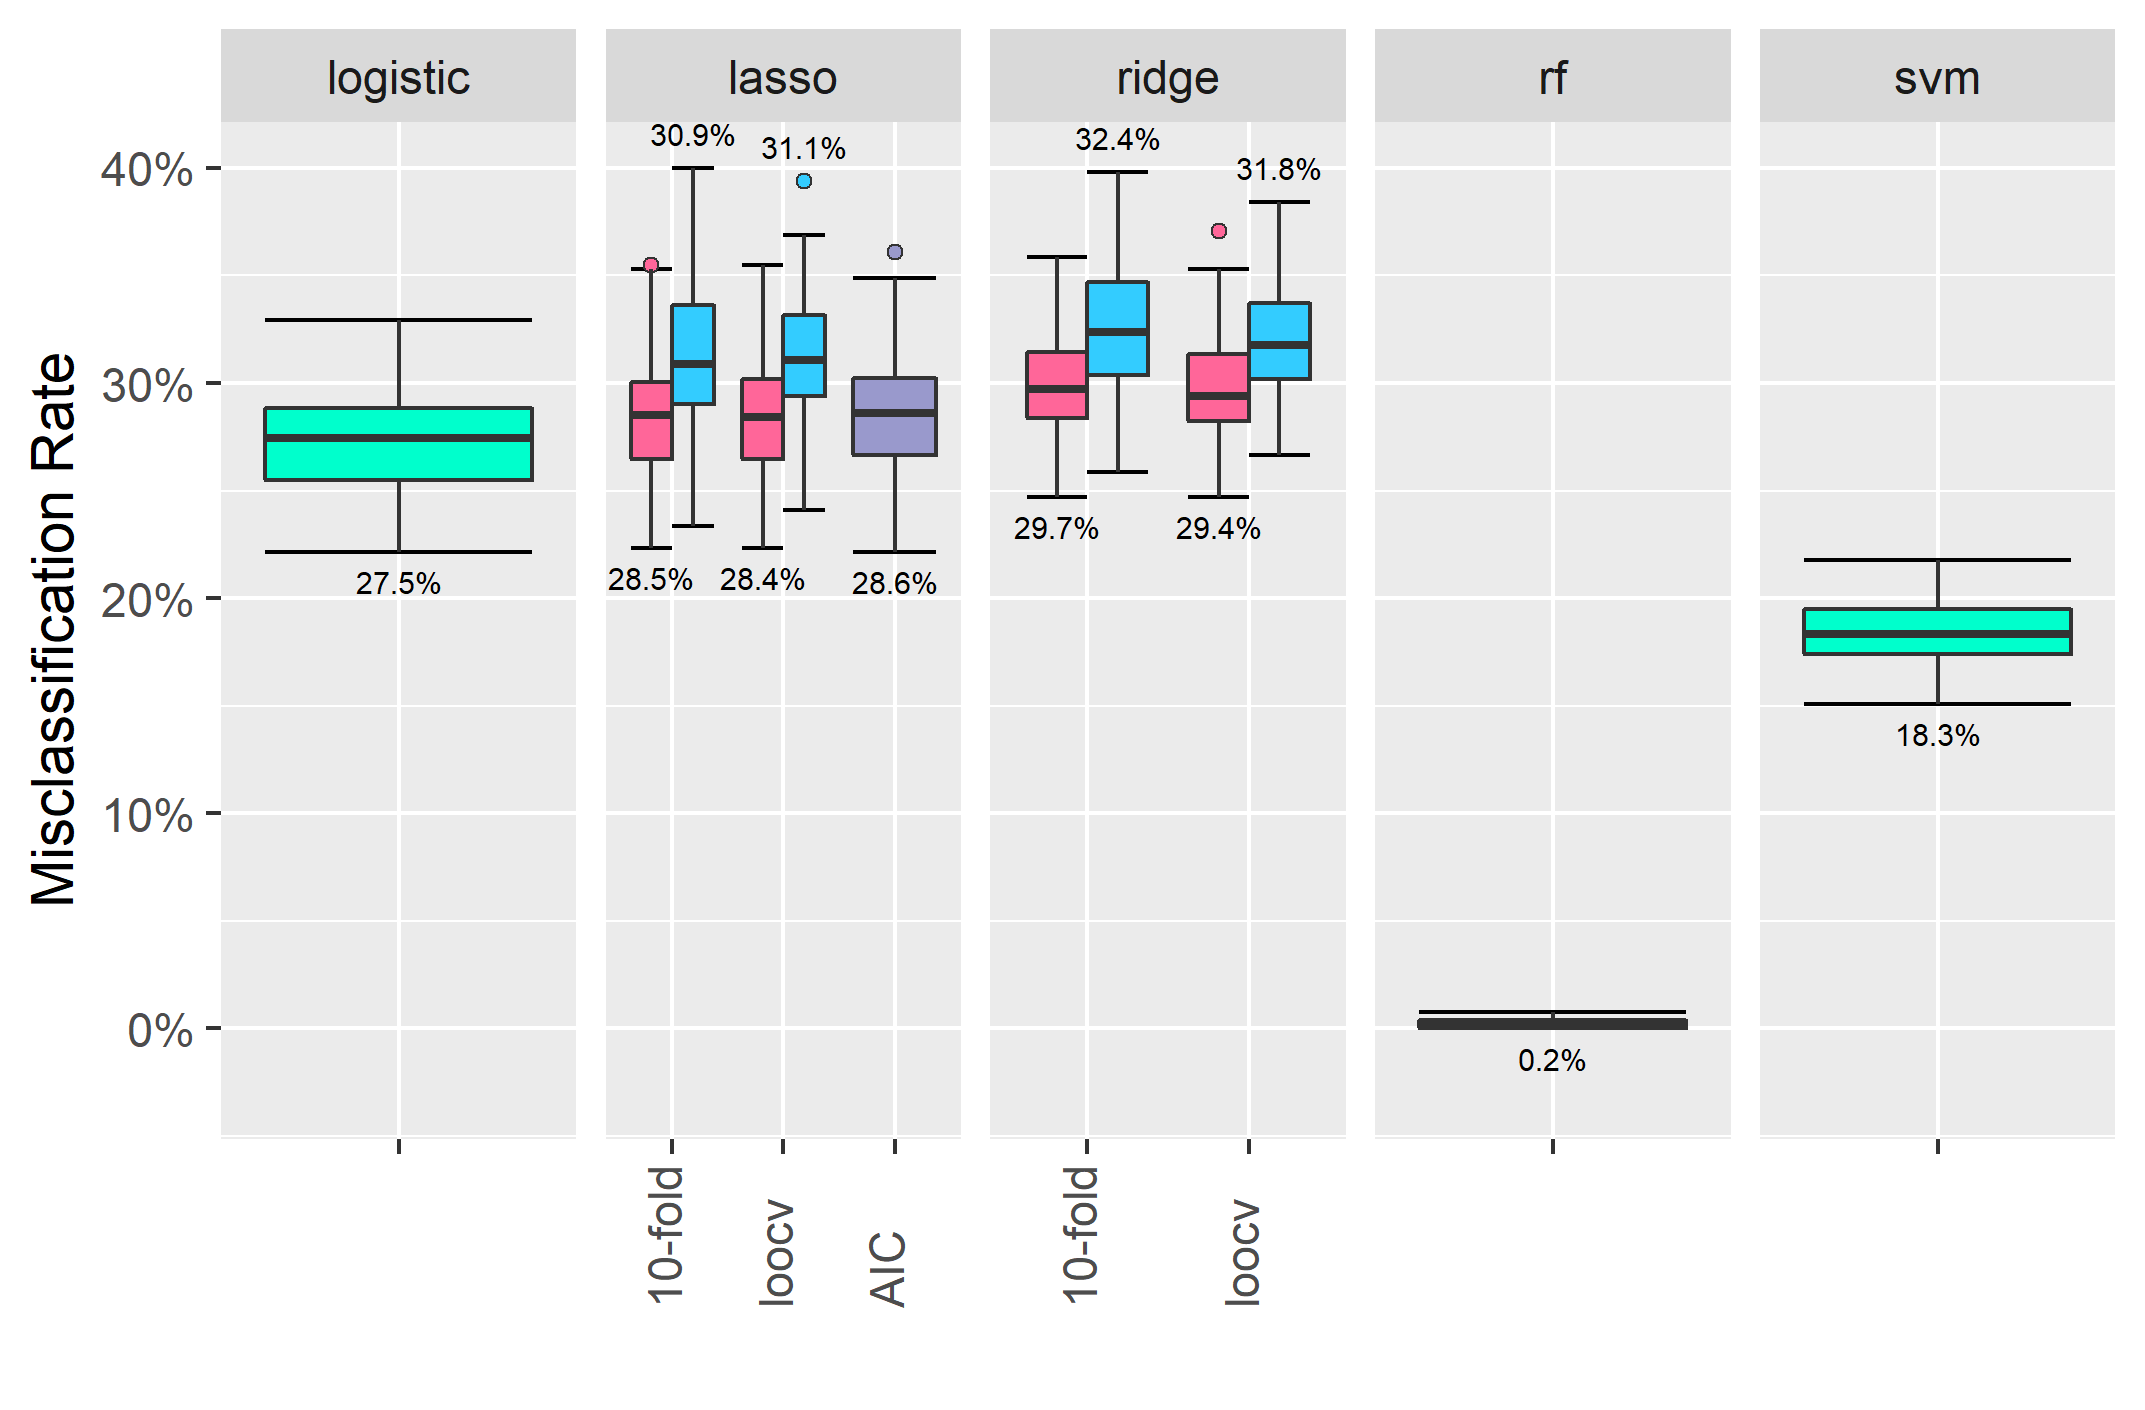 logistic
lasso
ridge
rf
svm
Misclassification Rate
40%
30%
20%
10%
0%
27.5%
30.9%
31.1%
28.5%
28.4%
28.6%
32.4%
31.8%
29.7%
29.4%
0.2%
18.3%
10-fold
loocv
AIC
10-fold
loocv